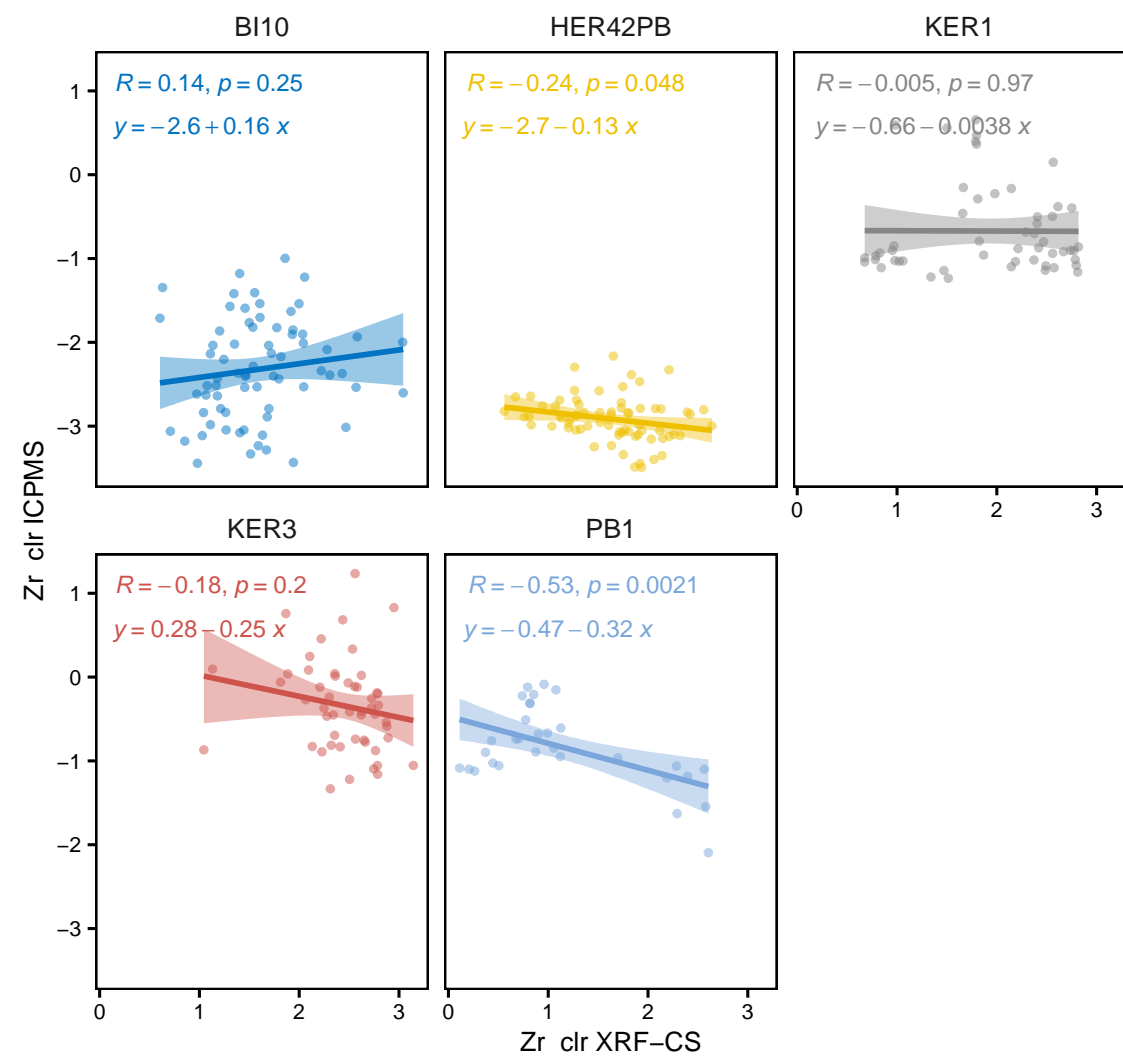 BI10
HER42PB
KER1
R = 0.14, p = 0.25
y = −2.6 + 0.16 x
R = −0.24, p = 0.048
y = −2.7 − 0.13 x
R = −0.005, p = 0.97
y = −0.66 − 0.0038 x
1
0
−1
−2
−3
0 1 2 3
Zr clr ICPMS
KER3
PB1
R = −0.18, p = 0.2
y = 0.28 − 0.25 x
R = −0.53, p = 0.0021
y = −0.47 − 0.32 x
1
0
−1
−2
−3
0 1 2 3
0 1 2 3
Zr clr XRF−CS